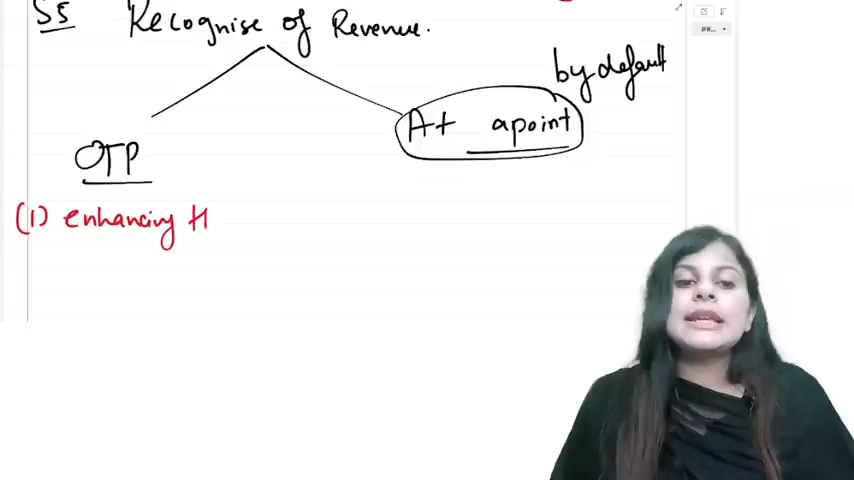 S5 Recognise of Revenue.
by default
At apoint
OTP
(1) enhancing H